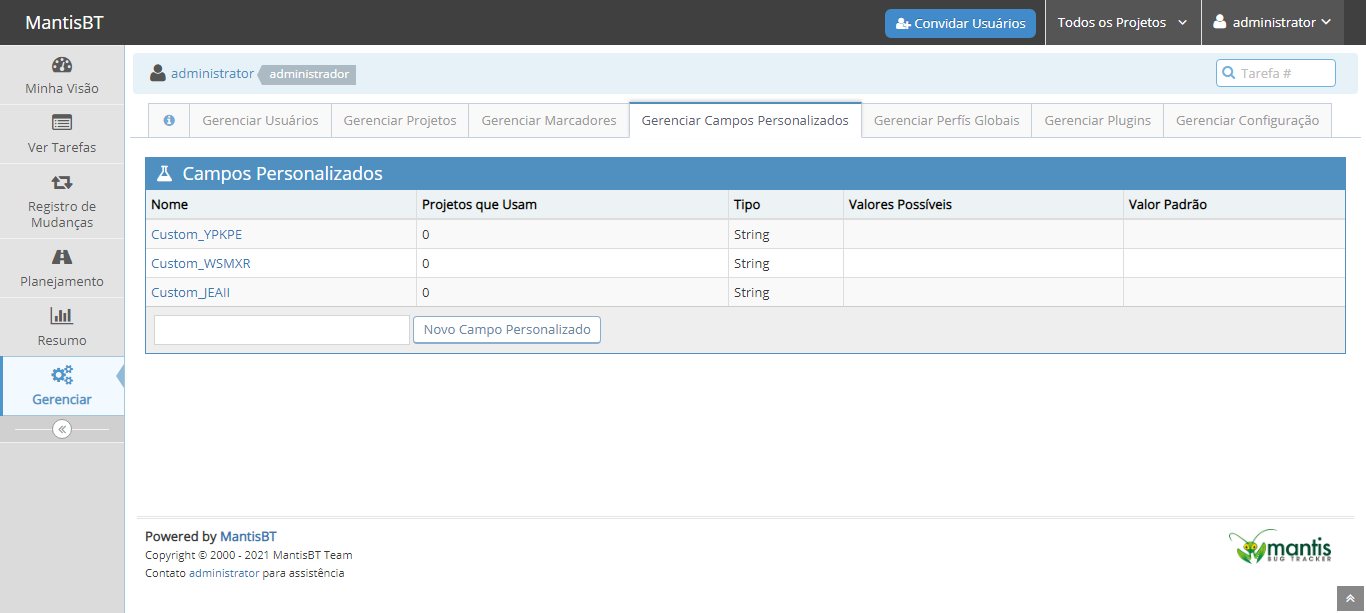 MantisBT
Convidar Usuários
Todos os Projetos
administrator
Minha Visão
Ver Tarefas
Registro de
Mudanças
Planejamento
Resumo
Gerenciar
administrator administrador
Tarefa #
Gerenciar Usuários Gerenciar Projetos Gerenciar Marcadores Gerenciar Campos Personalizados Gerenciar Perfís Globais Gerenciar Plugins Gerenciar Configuração
Campos Personalizados
Nome Projetos que Usam Tipo Valores Possíveis Valor Padrão
Custom_YPKPE 0 String
Custom_WSMXR 0 String
Custom_JEAII 0 String
Novo Campo Personalizado
Powered by MantisBT
Copyright © 2000 - 2021 MantisBT Team
Contato administrator para assistência
mantis
BUG TRACKER